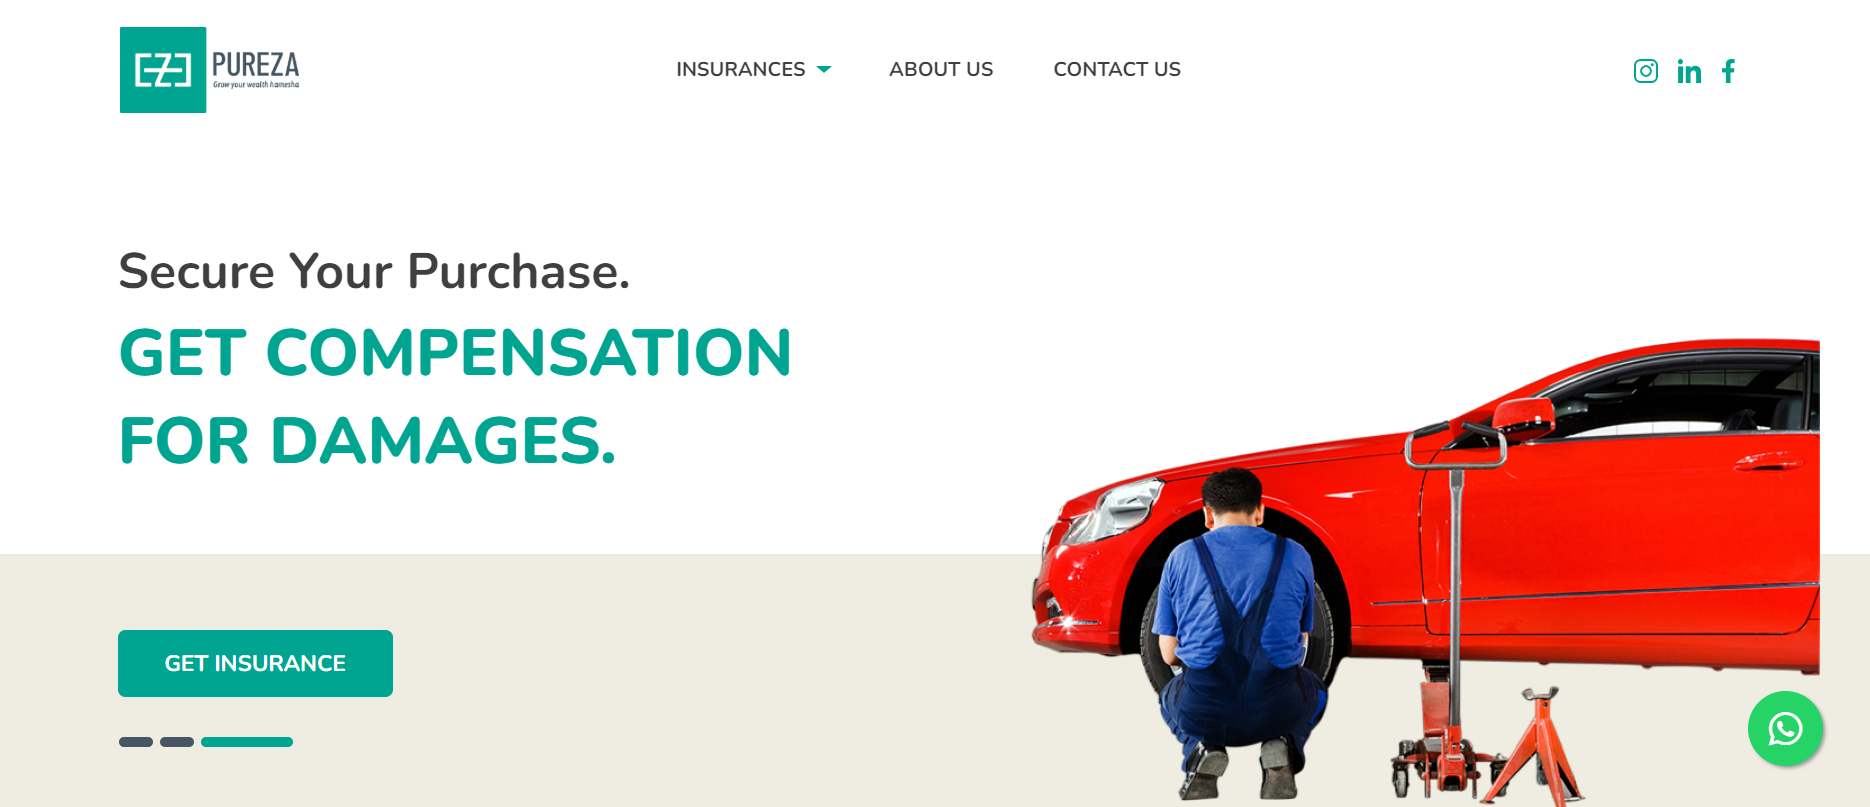 PUREZA
Grow your wealth hamesha
INSURANCES
ABOUT US
CONTACT US
Secure Your Purchase.
GET COMPENSATION
FOR DAMAGES.
GET INSURANCE